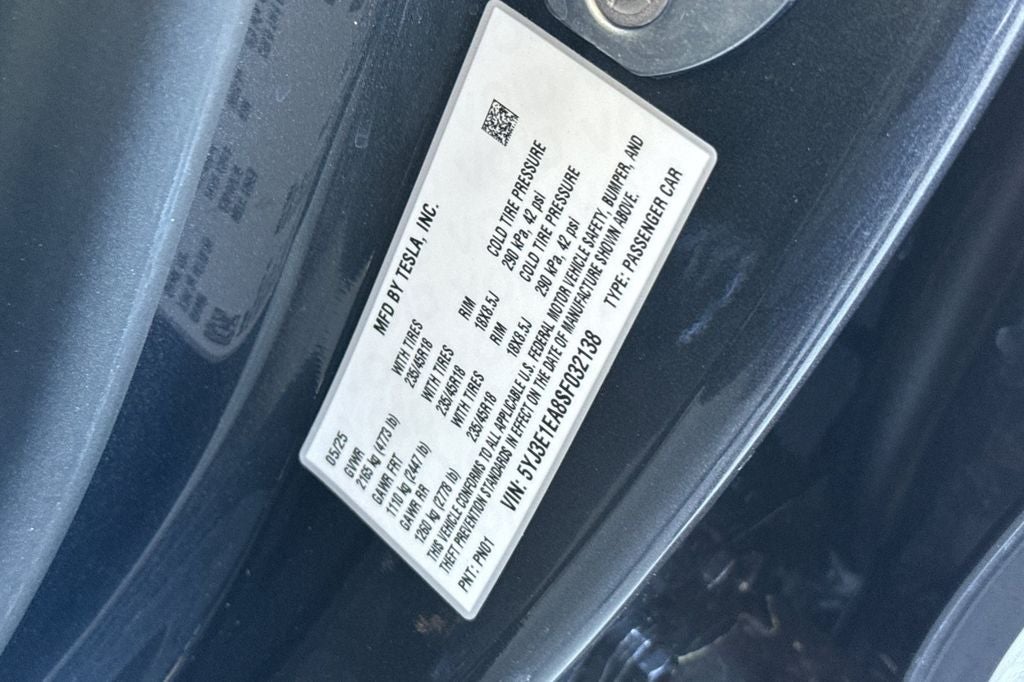 MFD BY TESLA, INC.
05/25
GVWR
2165 kg (4773 lb)
WITH TIRES
235/45R18
GAWR FRT
1110 kg (2447 lb)
WITH TIRES
235/45R18
RIM
18X8.5J
COLD TIRE PRESSURE
290 kPa, 42 psi
GAWR RR
1260 kg (2778 lb)
WITH TIRES
235/45R18
RIM
18X8.5J
COLD TIRE PRESSURE
290 kPa, 42 psi
THIS VEHICLE CONFORMS TO ALL APPLICABLE U.S. FEDERAL MOTOR VEHICLE SAFETY, BUMPER, AND
THEFT PREVENTION STANDARDS IN EFFECT ON THE DATE OF MANUFACTURE SHOWN ABOVE.
VIN: 5YJ3E1EA8SF032138
TYPE: PASSENGER CAR
PNT: PN01